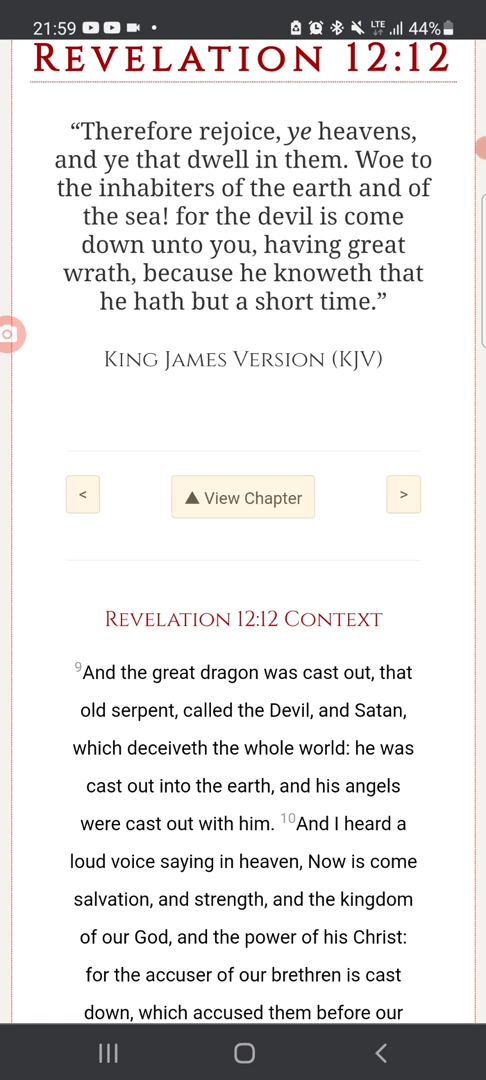 21:59 LTE 44%
REVELATION 12:12
“Therefore rejoice, ye heavens,
and ye that dwell in them. Woe to
the inhabiters of the earth and of
the sea! for the devil is come
down unto you, having great
wrath, because he knoweth that
he hath but a short time.”
KING JAMES VERSION (KJV)
< ▲ View Chapter >
REVELATION 12:12 CONTEXT
9And the great dragon was cast out, that
old serpent, called the Devil, and Satan,
which deceiveth the whole world: he was
cast out into the earth, and his angels
were cast out with him. 10And I heard a
loud voice saying in heaven, Now is come
salvation, and strength, and the kingdom
of our God, and the power of his Christ:
for the accuser of our brethren is cast
down, which accused them before our